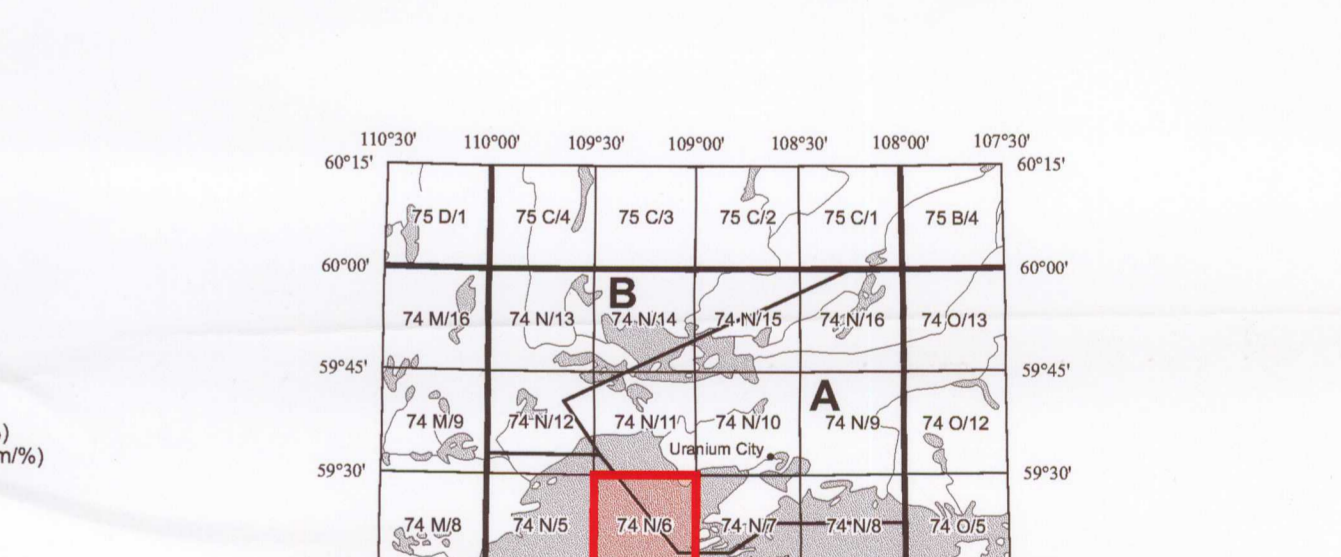 110°30' 110°00' 109°30' 109°00' 108°30' 108°00' 107°30'
60°15' 60°15'
75 D/1 75 C/4 75 C/3 75 C/2 75 C/1 75 B/4
60°00' 60°00'
B
74 M/16 74 N/13 74 N/14 74 N/15 74 N/16 74 O/13
59°45' 59°45'
A
74 M/9 74 N/12 74 N/11 74 N/10 74 N/9 74 O/12
)
Uranium City
m/%)
59°30' 59°30'
74 M/8 74 N/5 74 N/6 74 N/7 74 N/8 74 O/5